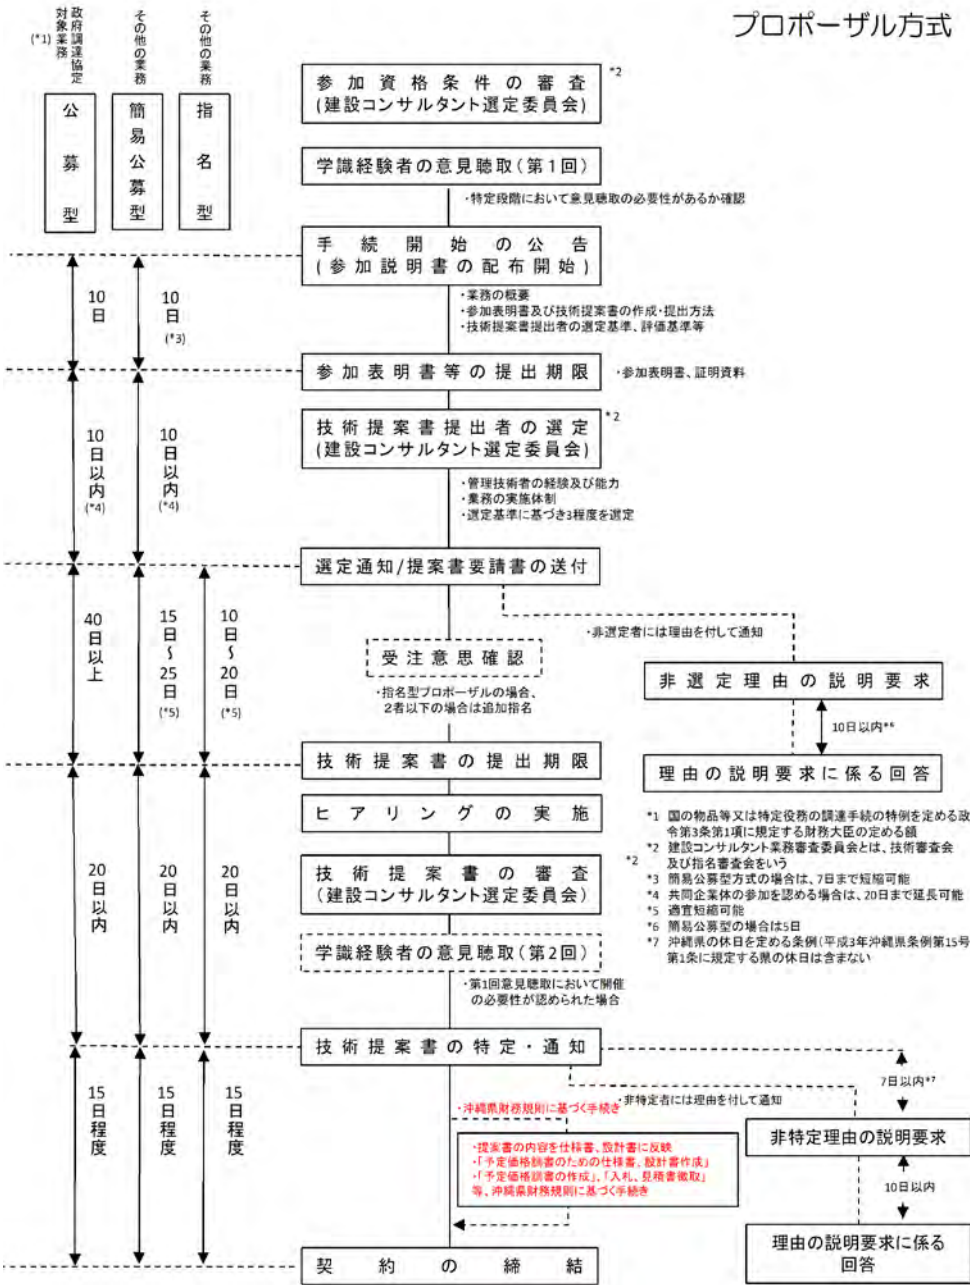 プロポーザル方式
政府調達協定
対象業務
(*1)
その他の業務
その他の業務
公募型
簡易公募型
指名型
参加資格条件の審査
(建設コンサルタント選定委員会)
*2
学識経験者の意見聴取(第1回)
・特定段階において意見聴取の必要性があるか確認
手続開始の公告
(参加説明書の配布開始)
・業務の概要
・参加表明書及び技術提案書の作成・提出方法
・技術提案書提出者の選定基準、評価基準等
10日
10日
(*3)
参加表明書等の提出期限
・参加表明書、証明資料
技術提案書提出者の選定
(建設コンサルタント選定委員会)
*2
・管理技術者の経験及び能力
・業務の実施体制
・選定基準に基づき3程度を選定
10日以内
(*4)
10日以内
(*4)
選定通知/提案書要請書の送付
・非選定者には理由を付して通知
40日以上
15日～25日
(*5)
10日～20日
(*5)
受注意思確認
・指名型プロポーザルの場合、
2者以下の場合は追加指名
非選定理由の説明要求
10日以内*6
理由の説明要求に係る回答
技術提案書の提出期限
ヒアリングの実施
技術提案書の審査
(建設コンサルタント選定委員会)
*2
学識経験者の意見聴取(第2回)
・第1回意見聴取において開催
の必要性が認められた場合
20日以内
20日以内
20日以内
*1 国の物品等又は特定役務の調達手続の特例を定める政
令第3条第1項に規定する財務大臣の定める額
*2 建設コンサルタント業務審査委員会とは、技術審査会
及び指名審査会をいう
*3 簡易公募型方式の場合は、7日まで短縮可能
*4 共同企業体の参加を認める場合は、20日まで延長可能
*5 適宜短縮可能
*6 簡易公募型の場合は5日
*7 沖縄県の休日を定める条例(平成3年沖縄県条例第15号
第1条に規定する県の休日は含まない
技術提案書の特定・通知
7日以内*7
・非特定者には理由を付して通知
・沖縄県財務規則に基づく手続き
・提案書の内容を仕様書、設計書に反映
・「予定価格調書のための仕様書、設計書作成」
・「予定価格調書の作成」、「入札、見積書徴取」
等、沖縄県財務規則に基づく手続き
15日程度
15日程度
15日程度
非特定理由の説明要求
10日以内
理由の説明要求に係る
回答
契約の締結